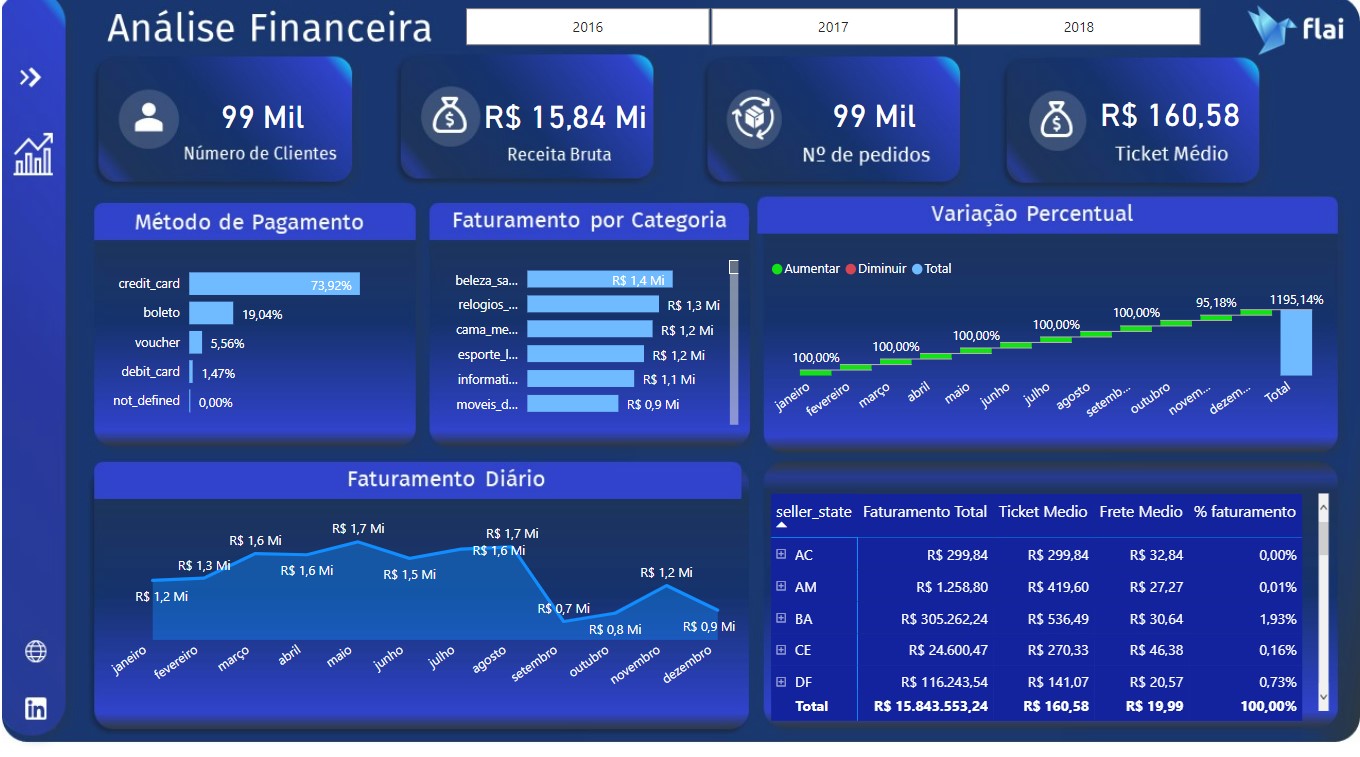 Análise Financeira
2016
2017
2018
flai
99 Mil
Número de Clientes
R$ 15,84 Mi
Receita Bruta
99 Mil
Nº de pedidos
R$ 160,58
Ticket Médio
Método de Pagamento
credit_card 73,92%
boleto 19,04%
voucher 5,56%
debit_card 1,47%
not_defined 0,00%
Faturamento por Categoria
beleza_sa... R$ 1,4 Mi
relogios_... R$ 1,3 Mi
cama_me... R$ 1,2 Mi
esporte_l... R$ 1,2 Mi
informati... R$ 1,1 Mi
moveis_d... R$ 0,9 Mi
Variação Percentual
Aumentar Diminuir Total
100,00% 100,00% 100,00% 100,00% 100,00% 95,18% 1195,14%
janeiro fevereiro março abril maio junho julho agosto setemb... outubro novem... dezem... Total
Faturamento Diário
R$ 1,2 Mi R$ 1,3 Mi R$ 1,6 Mi R$ 1,6 Mi R$ 1,7 Mi R$ 1,5 Mi R$ 1,6 Mi R$ 1,7 Mi R$ 0,7 Mi R$ 0,8 Mi R$ 1,2 Mi R$ 0,9 Mi
janeiro fevereiro março abril maio junho julho agosto setembro outubro novembro dezembro
seller_state Faturamento Total Ticket Medio Frete Medio % faturamento
AC R$ 299,84 R$ 299,84 R$ 32,84 0,00%
AM R$ 1.258,80 R$ 419,60 R$ 27,27 0,01%
BA R$ 305.262,24 R$ 536,49 R$ 30,64 1,93%
CE R$ 24.600,47 R$ 270,33 R$ 46,38 0,16%
DF R$ 116.243,54 R$ 141,07 R$ 20,57 0,73%
Total R$ 15.843.553,24 R$ 160,58 R$ 19,99 100,00%
in